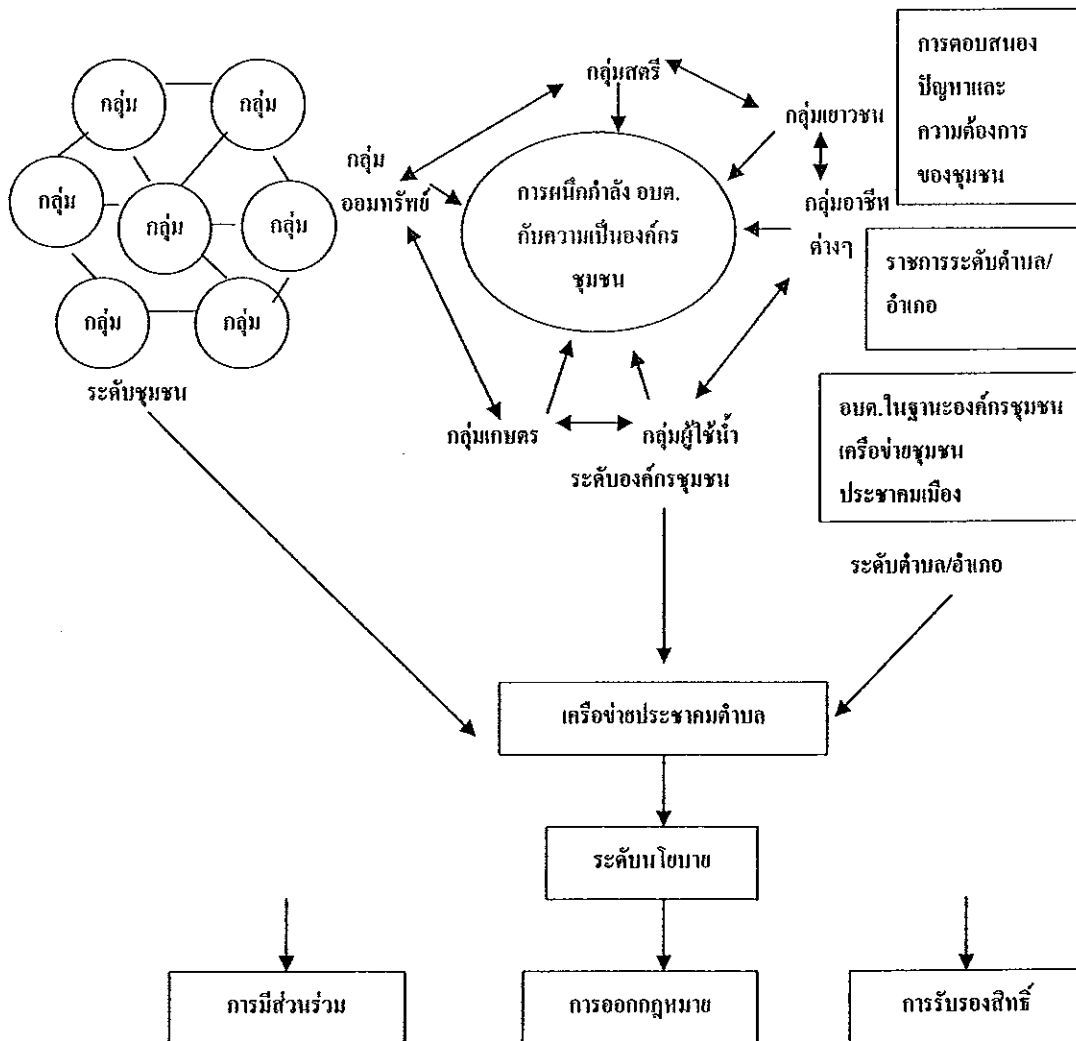 กลุ่ม
กลุ่ม
กลุ่ม
กลุ่ม
กลุ่ม
กลุ่ม
กลุ่ม
ระดับชุมชน
กลุ่มสตรี
กลุ่มเยาวชน
กลุ่ม
ออมทรัพย์
กลุ่มอาชีพ
ต่างๆ
การผนึกกำลัง อบต.
กับความเป็นองค์กร
ชุมชน
กลุ่มเกษตร
กลุ่มผู้ใช้น้ำ
ระดับองค์กรชุมชน
การตอบสนอง
ปัญหาและ
ความต้องการ
ของชุมชน
ราชการระดับตำบล/
อำเภอ
อบต.ในฐานะองค์กรชุมชน
เครือข่ายชุมชน
ประชาคมเมือง
ระดับตำบล/อำเภอ
เครือข่ายประชาคมตำบล
ระดับนโยบาย
การมีส่วนร่วม
การออกกฎหมาย
การรับรองสิทธิ์